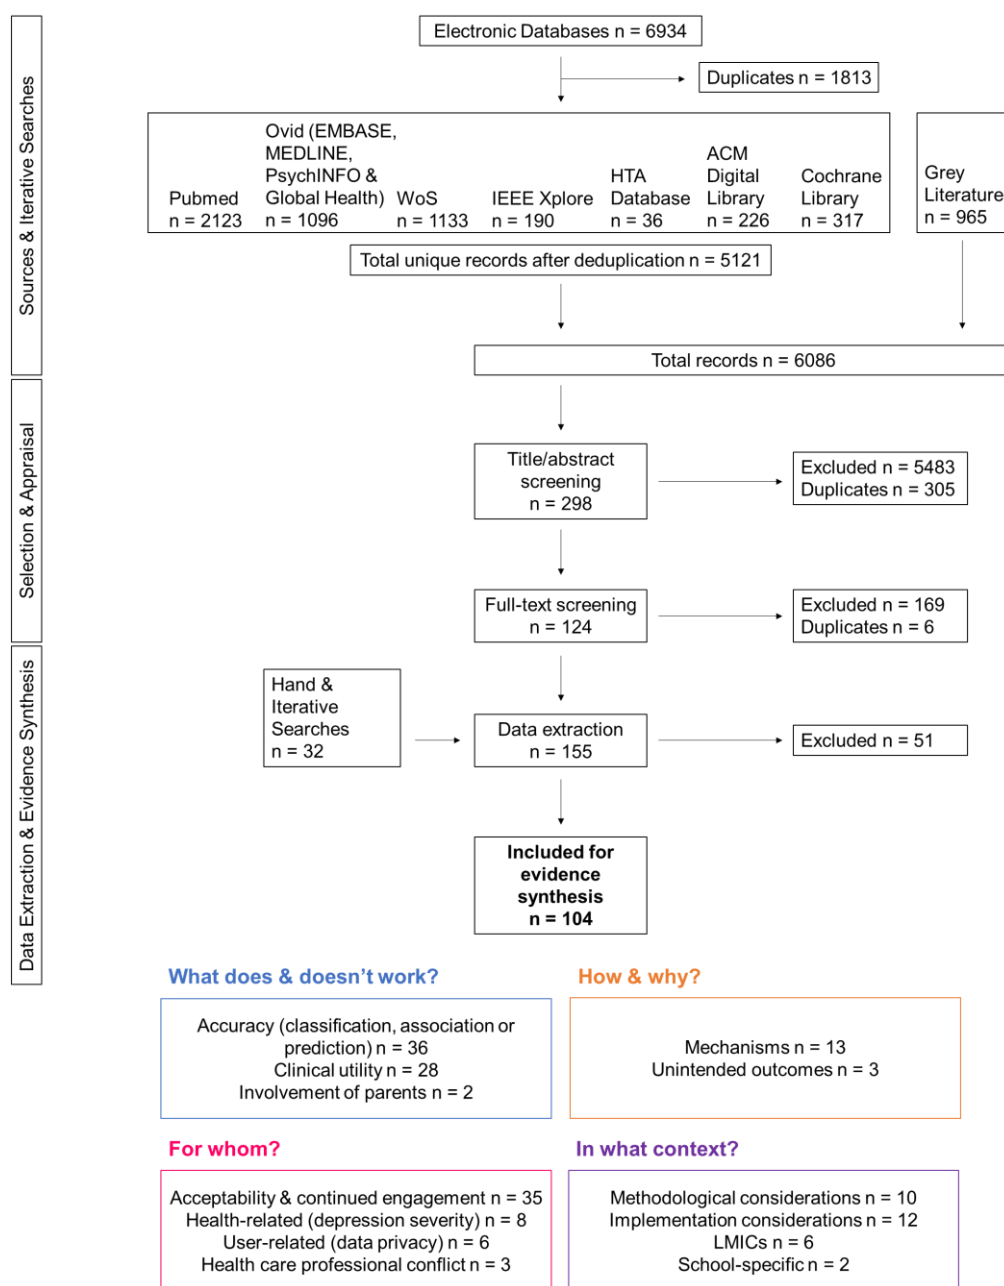 Sources & Iterative Searches
Electronic Databases n = 6934
Duplicates n = 1813
Pubmed
n = 2123
Ovid (EMBASE,
MEDLINE,
PsychINFO &
Global Health)
n = 1096
WoS
n = 1133
IEEE Xplore
n = 190
HTA
Database
n = 36
ACM
Digital
Library
n = 226
Cochrane
Library
n = 317
Grey
Literature
n = 965
Total unique records after deduplication n = 5121
Total records n = 6086
Selection & Appraisal
Title/abstract
screening
n = 298
Excluded n = 5483
Duplicates n = 305
Full-text screening
n = 124
Excluded n = 169
Duplicates n = 6
Data Extraction & Evidence Synthesis
Hand &
Iterative
Searches
n = 32
Data extraction
n = 155
Excluded n = 51
Included for
evidence
synthesis
n = 104
What does & doesn’t work?
Accuracy (classification, association or
prediction) n = 36
Clinical utility n = 28
Involvement of parents n = 2
How & why?
Mechanisms n = 13
Unintended outcomes n = 3
For whom?
Acceptability & continued engagement n = 35
Health-related (depression severity) n = 8
User-related (data privacy) n = 6
Health care professional conflict n = 3
In what context?
Methodological considerations n = 10
Implementation considerations n = 12
LMICs n = 6
School-specific n = 2